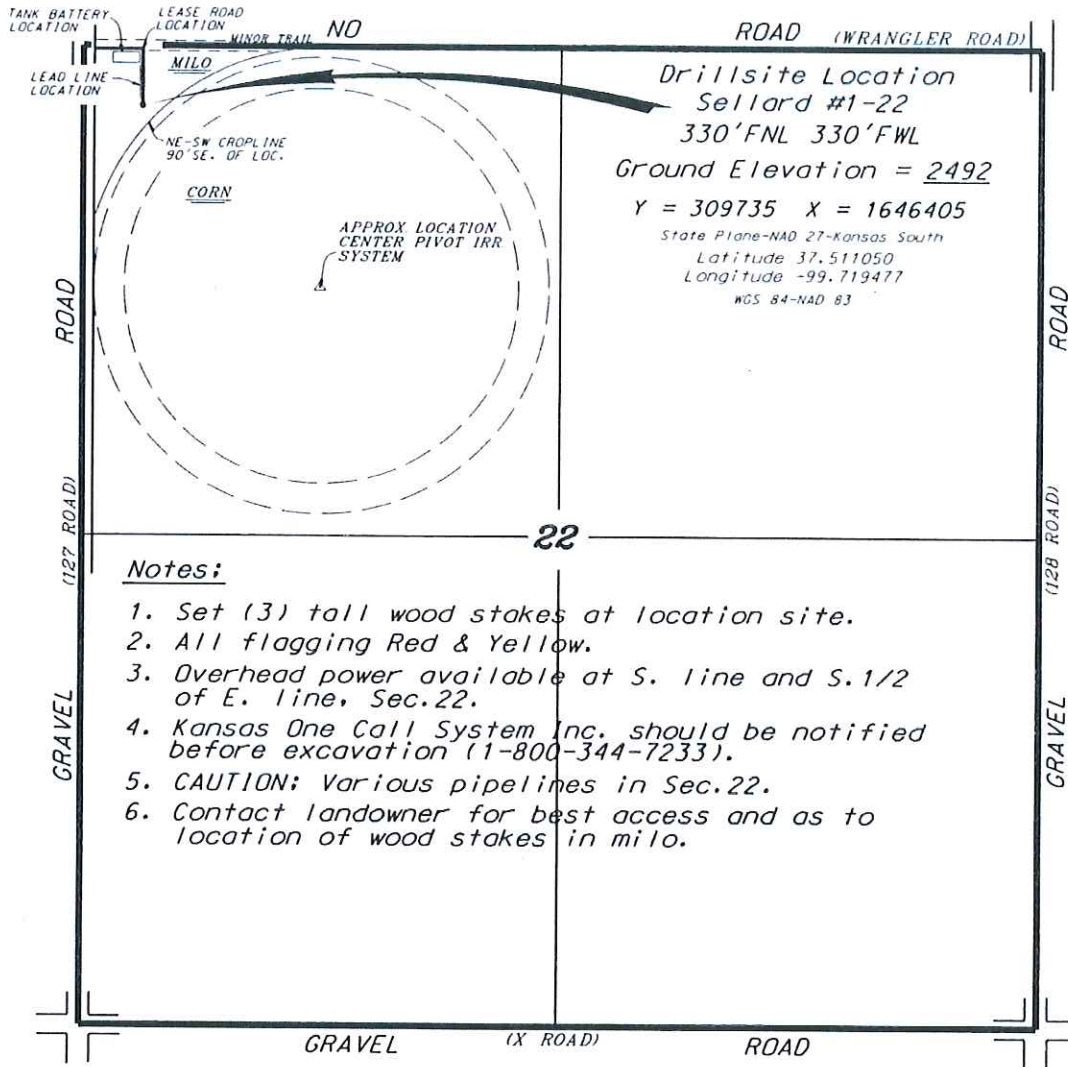 TANK BATTERY
LOCATION
LEASE ROAD
LOCATION
MINOR TRAIL
NO
ROAD (WRANGLER ROAD)
MILO
LEAD LINE
LOCATION
Drillsite Location
Sellard #1-22
330'FNL 330'FWL
Ground Elevation = 2492
Y = 309735 X = 1646405
State Plane-NAD 27-Kansas South
Latitude 37.511050
Longitude -99.719477
WGS 84-NAD 83
NE-SW CROPLINE
90'SE. OF LOC.
CORN
APPROX LOCATION
CENTER PIVOT IRR
SYSTEM
ROAD
(127 ROAD)
GRAVEL
ROAD
(128 ROAD)
GRAVEL
22
Notes:
1. Set (3) tall wood stakes at location site.
2. All flagging Red & Yellow.
3. Overhead power available at S. line and S.1/2
of E. line, Sec.22.
4. Kansas One Call System Inc. should be notified
before excavation (1-800-344-7233).
5. CAUTION: Various pipelines in Sec.22.
6. Contact landowner for best access and as to
location of wood stakes in milo.
GRAVEL (X ROAD) ROAD